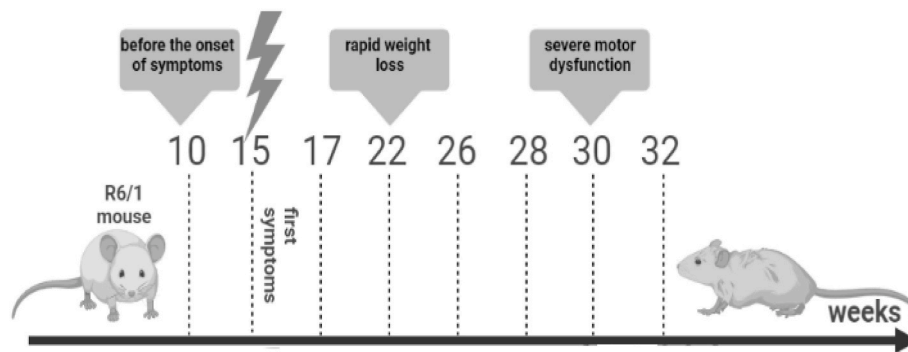 before the onset
of symptoms
rapid weight
loss
severe motor
dysfunction
10 15 17 22 26 28 30 32
R6/1
mouse
first
symptoms
weeks